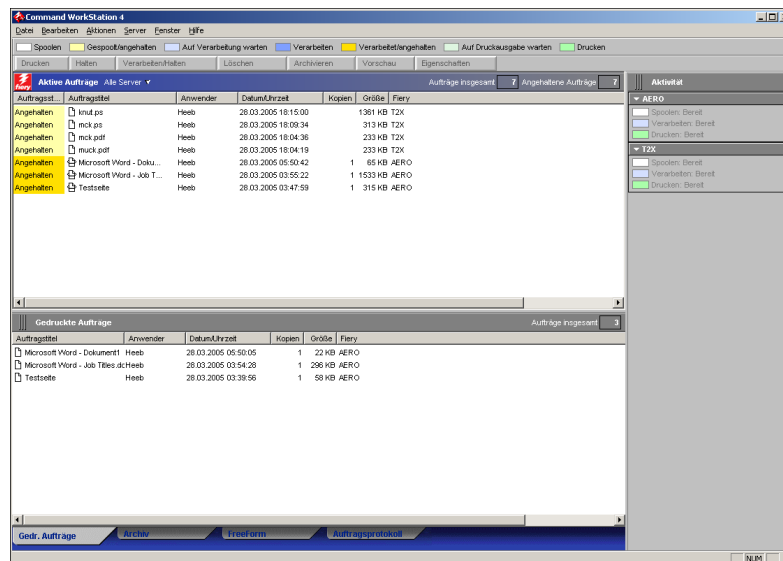 Command WorkStation 4
Datei Bearbeiten Aktionen Server Fenster Hilfe
Spoolen Gespoolt/angehalten Auf Verarbeitung warten Verarbeiten Verarbeitet/angehalten Auf Druckausgabe warten Drucken
Drucken Halten Verarbeiten/Halten Löschen Archivieren Vorschau Eigenschaften
fiery Aktive Aufträge Alle Server Aufträge insgesamt 7 Angehaltene Aufträge 7
Auftragsst... Auftragstitel Anwender Datum/Uhrzeit Kopien Größe Fiery
Angehalten knut.ps Heeb 28.03.2005 18:15:00 1361 KB T2X
Angehalten mck.ps Heeb 28.03.2005 18:09:34 313 KB T2X
Angehalten mck.pdf Heeb 28.03.2005 18:04:36 233 KB T2X
Angehalten muck.pdf Heeb 28.03.2005 18:04:19 233 KB T2X
Angehalten Microsoft Word - Doku... Heeb 28.03.2005 05:50:42 1 65 KB AERO
Angehalten Microsoft Word - Job T... Heeb 28.03.2005 03:55:22 1 1533 KB AERO
Angehalten Testseite Heeb 28.03.2005 03:47:59 1 315 KB AERO
Aktivität
AERO
Spoolen: Bereit
Verarbeiten: Bereit
Drucken: Bereit
T2X
Spoolen: Bereit
Verarbeiten: Bereit
Drucken: Bereit
Gedruckte Aufträge Aufträge insgesamt 3
Auftragstitel Anwender Datum/Uhrzeit Kopien Größe Fiery
Microsoft Word - Dokument1 Heeb 28.03.2005 05:50:05 1 22 KB AERO
Microsoft Word - Job Titles.dc Heeb 28.03.2005 03:54:28 1 296 KB AERO
Testseite Heeb 28.03.2005 03:39:56 1 58 KB AERO
Gedr. Aufträge Archiv FreeForm Auftragsprotokoll
NUM